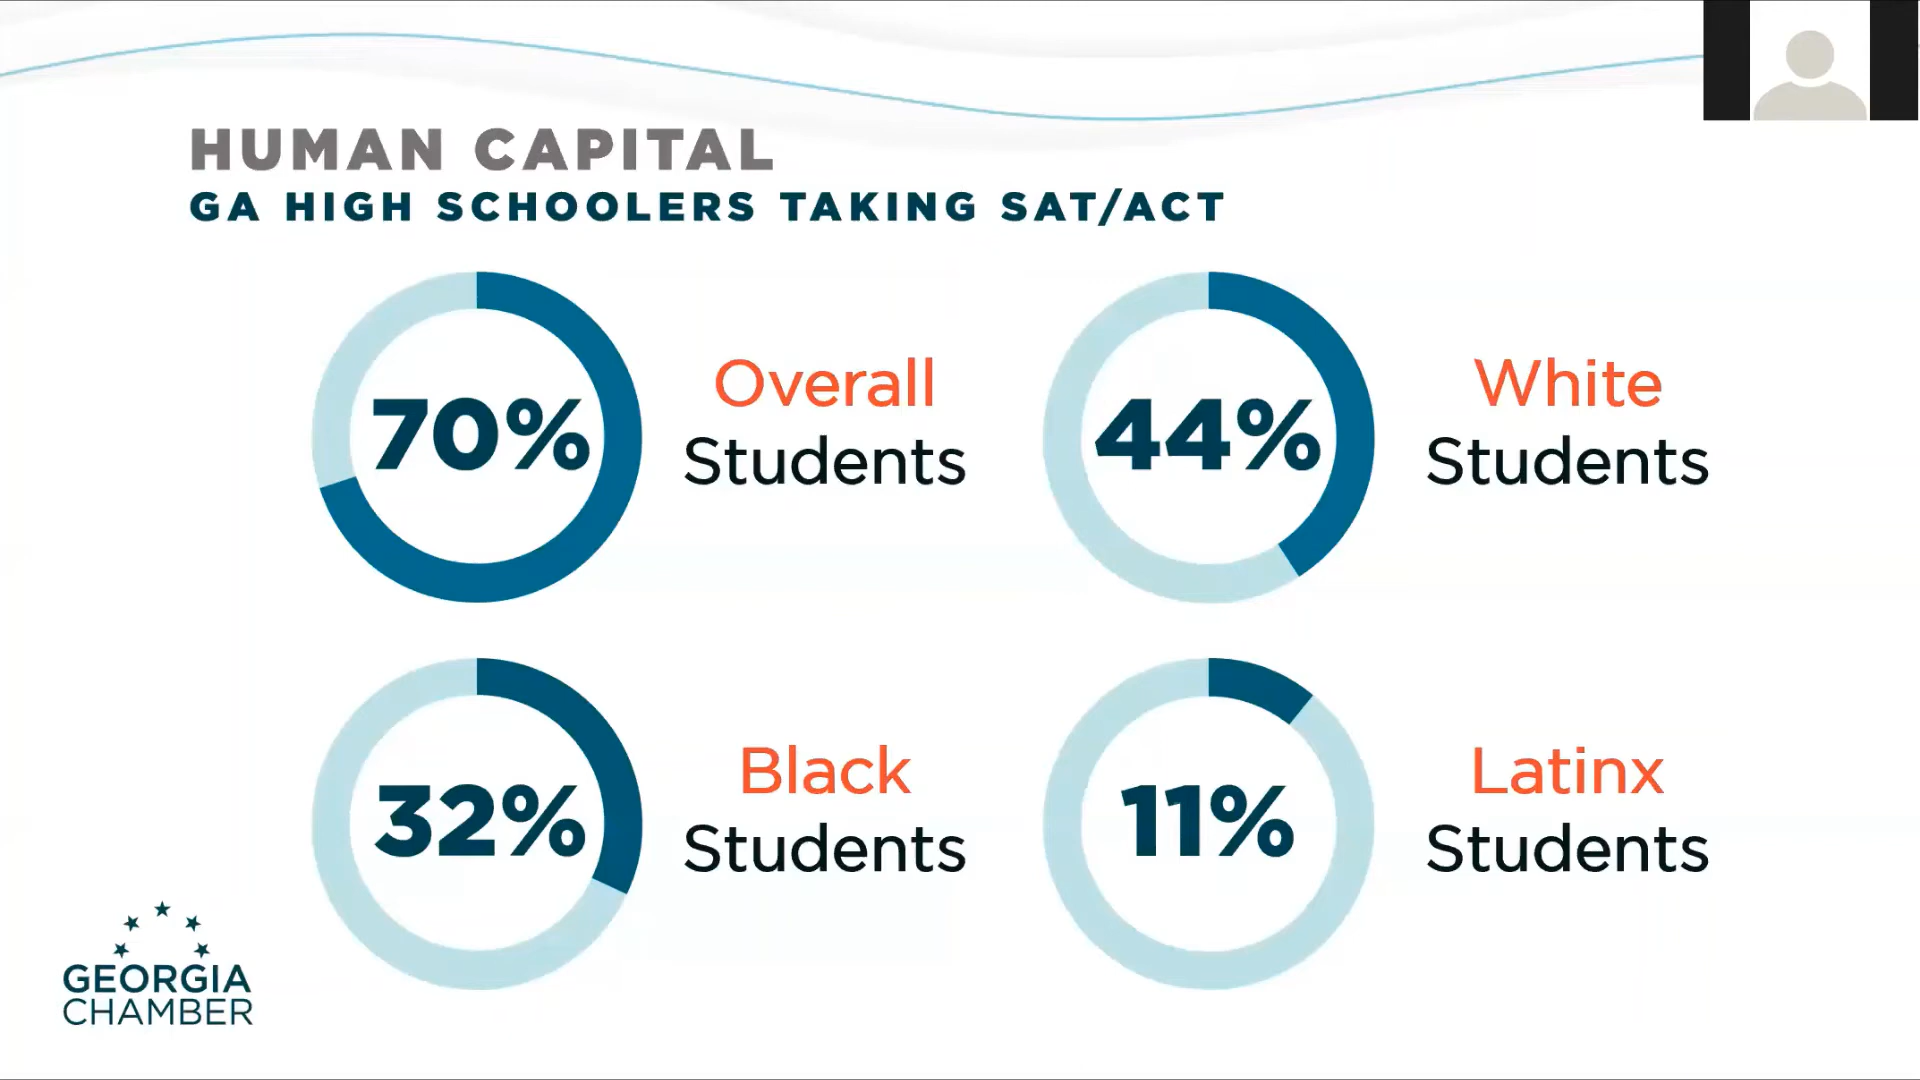 HUMAN CAPITAL
GA HIGH SCHOOLERS TAKING SAT/ACT
70%
Overall
Students
44%
White
Students
32%
Black
Students
11%
Latinx
Students
GEORGIA
CHAMBER